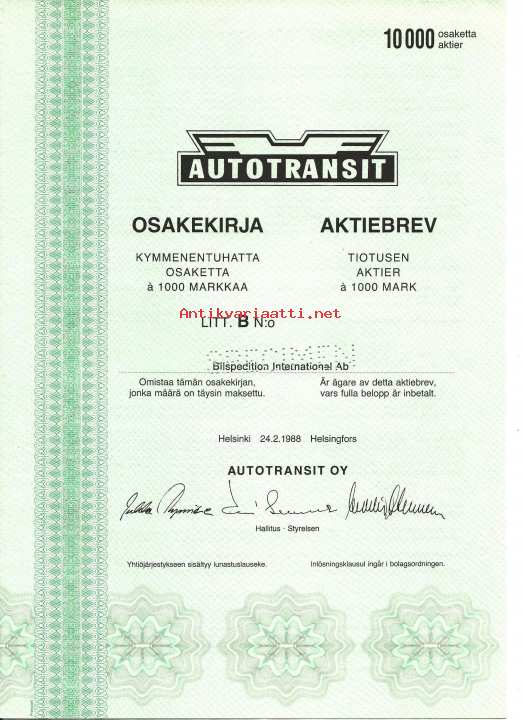 10 000 osaketta
aktier
AUTOTRANSIT
OSAKEKIRJA AKTIEBREV
KYMMENENTUHATTA
OSAKETTA
à 1000 MARKKAA
TIOTUSEN
AKTIER
à 1000 MARK
Antikvariaatti.net
LITT. B N:o
SPECIMEN
Bilspedition International Ab
Omistaa tämän osakekirjan,
jonka määrä on täysin maksettu.
Är ägare av detta aktiebrev,
vars fulla belopp är inbetalt.
Helsinki 24.2.1988 Helsingfors
AUTOTRANSIT OY
Hallitus - Styrelsen
Yhtiöjärjestykseen sisältyy lunastuslauseke.
Inlösningsklausul ingår i bolagsordningen.